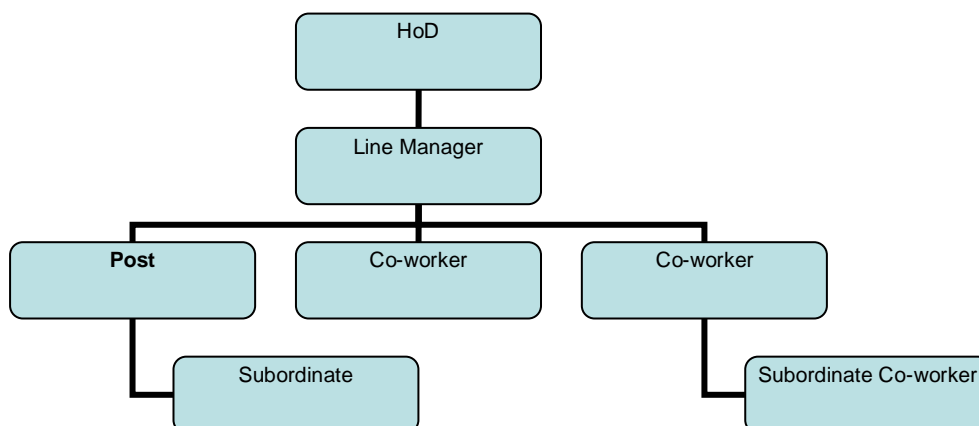 HoD
Line Manager
Post
Co-worker
Co-worker
Subordinate
Subordinate Co-worker